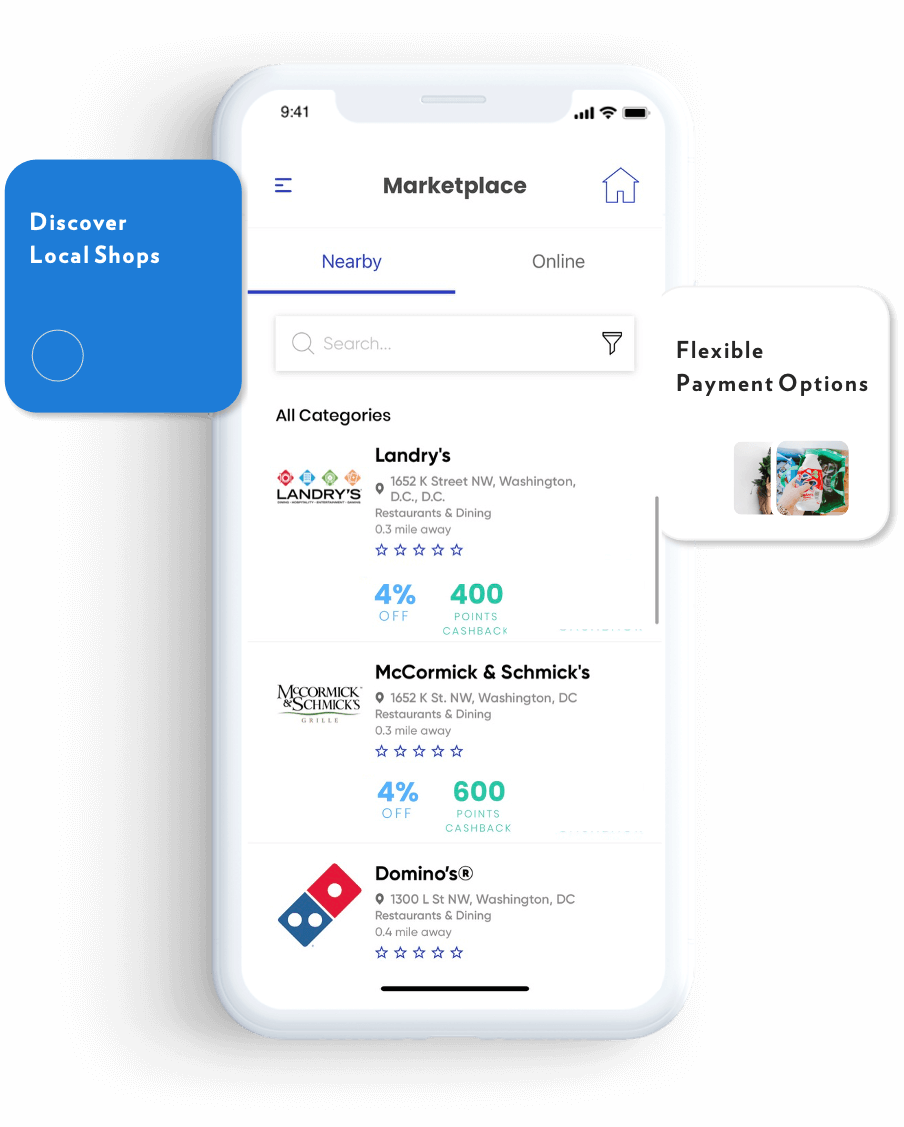 9:41
Marketplace
Discover
Local Shops
Nearby
Online
Search...
Flexible
Payment Options
All Categories
Landry's
LANDRY'S
1652 K Street NW, Washington,
D.C., D.C.
Restaurants & Dining
0.3 mile away
4%
OFF
400
POINTS
CASHBACK
McCormick & Schmick's
McCORMICK
& SCHMICK'S
GRILLE
1652 K St. NW, Washington, DC
Restaurants & Dining
0.3 mile away
4%
OFF
600
POINTS
CASHBACK
Domino's®
1300 L St NW, Washington, DC
Restaurants & Dining
0.4 mile away